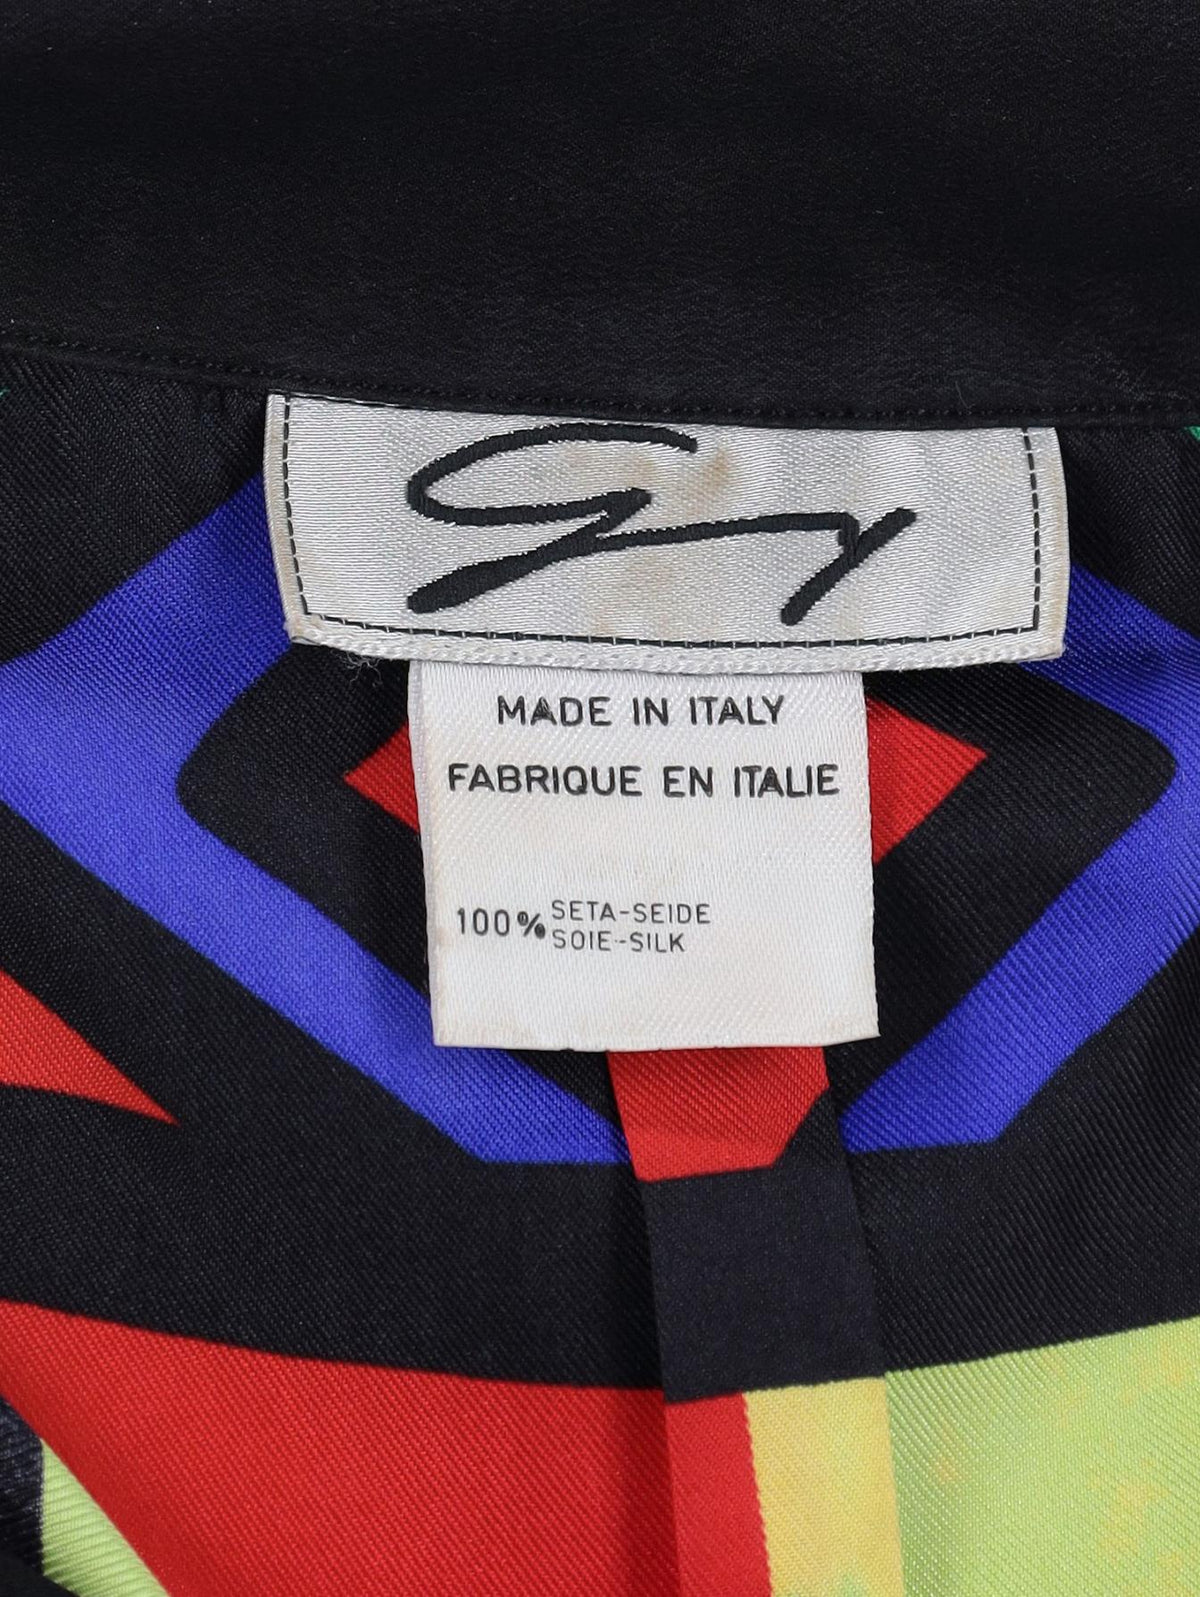 MADE IN ITALY
FABRIQUE EN ITALIE
100% SETA-SEIDE
SOIE-SILK